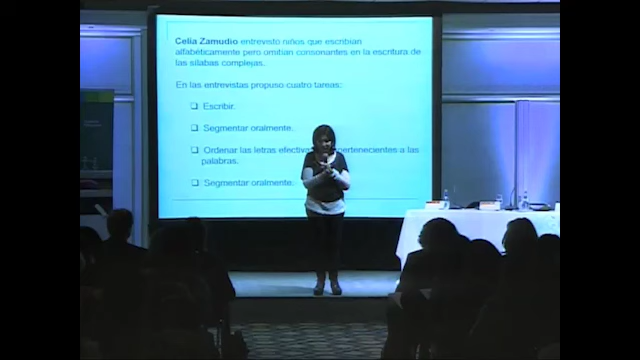 Celia Zamudio entrevistó niños que escribían
alfabéticamente pero omitían consonantes en la escritura de
las sílabas complejas.
En las entrevistas propuso cuatro tareas:
❑ Escribir.
❑ Segmentar oralmente.
❑ Ordenar las letras pertenecientes a las
palabras.
❑ Segmentar oralmente.